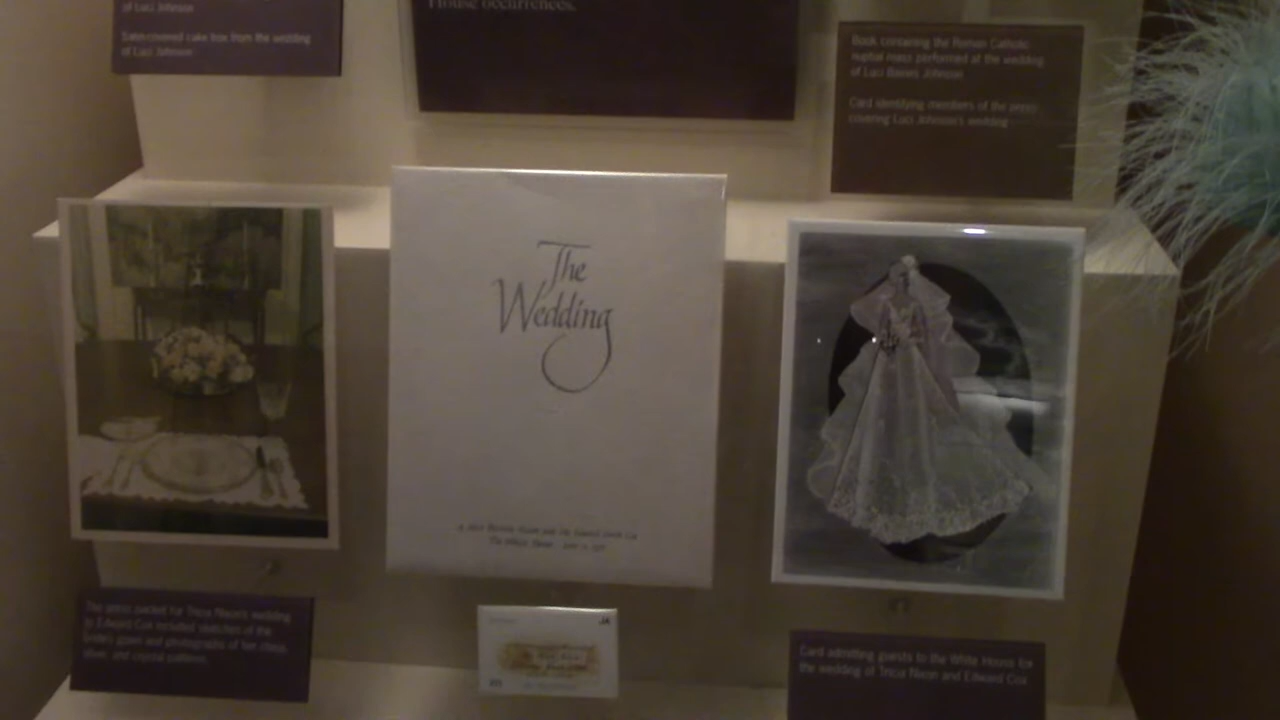 of Luci Johnson
Satin-covered cake box from the wedding
of Luci Johnson
House occurrences.
Book containing the Roman Catholic
nuptial mass performed at the wedding
of Luci Baines Johnson
Card identifying members of the press
covering Luci Johnson's wedding
The
Wedding
The White House
The press packet for Tricia Nixon's wedding
to Edward Cox included sketches of the
bride's gown and photographs of her china,
silver, and crystal patterns.
Card admitting guests to the White House for
the wedding of Tricia Nixon and Edward Cox